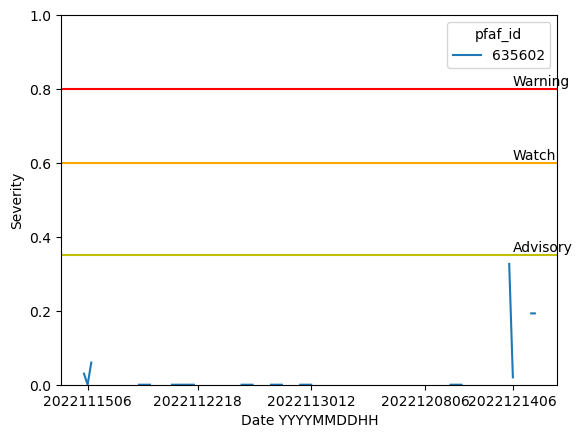 1.0
pfaf_id
635602
0.8
Warning
0.6
Watch
Severity
0.4
Advisory
0.2
0.0
2022111506 2022112218 2022113012 2022120806 2022121406
Date YYYYMMDDHH